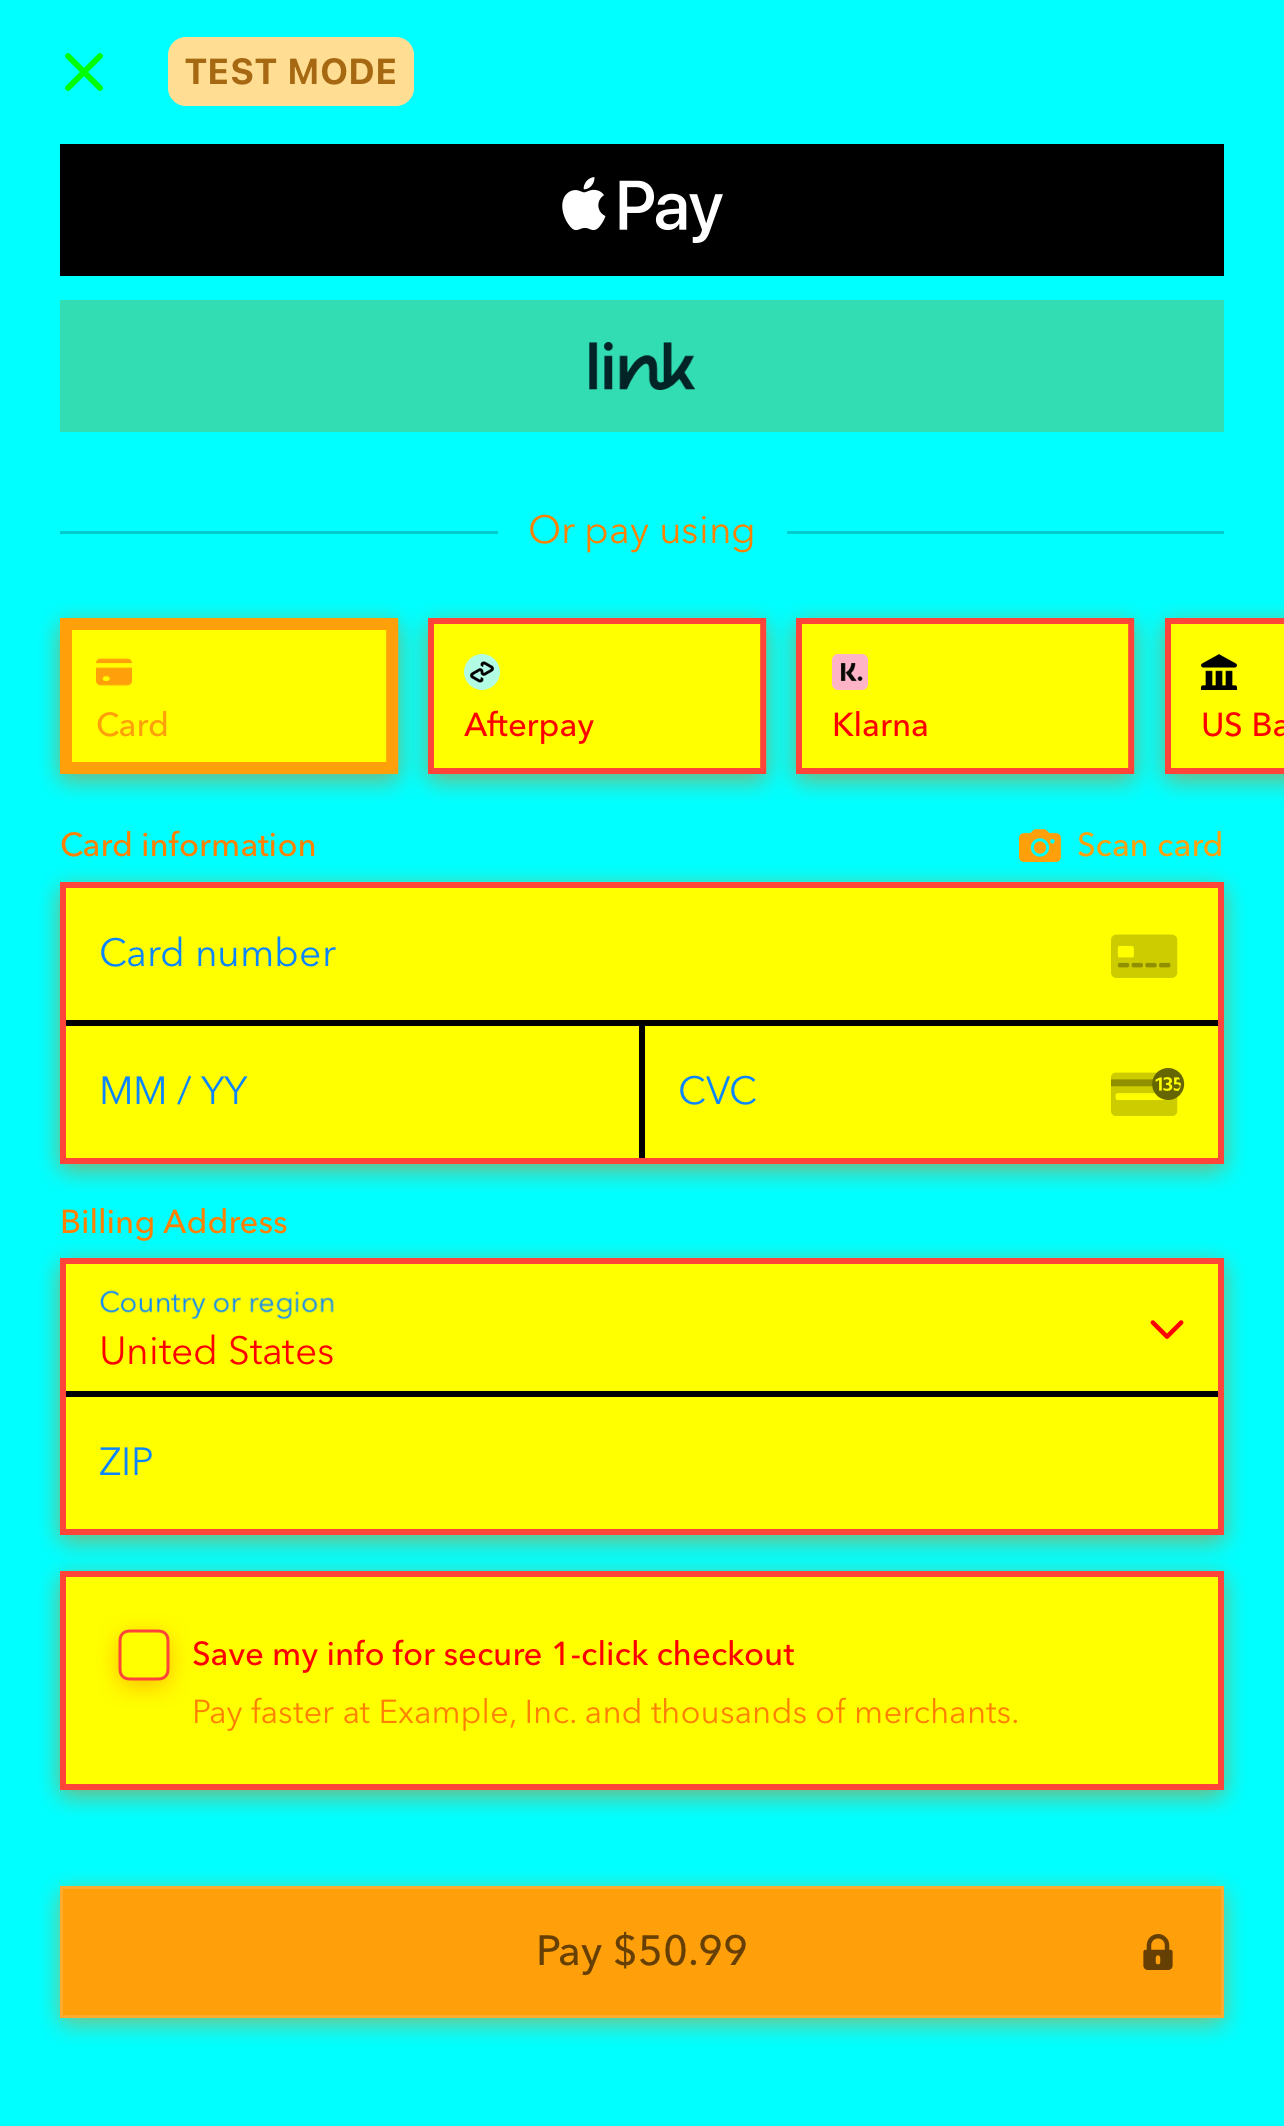 TEST MODE
Pay
link
Or pay using
Card
Afterpay
K.
Klarna
US Ba
Card information
Scan card
Card number
MM / YY
CVC
135
Billing Address
Country or region
United States
ZIP
Save my info for secure 1-click checkout
Pay faster at Example, Inc. and thousands of merchants.
Pay $50.99